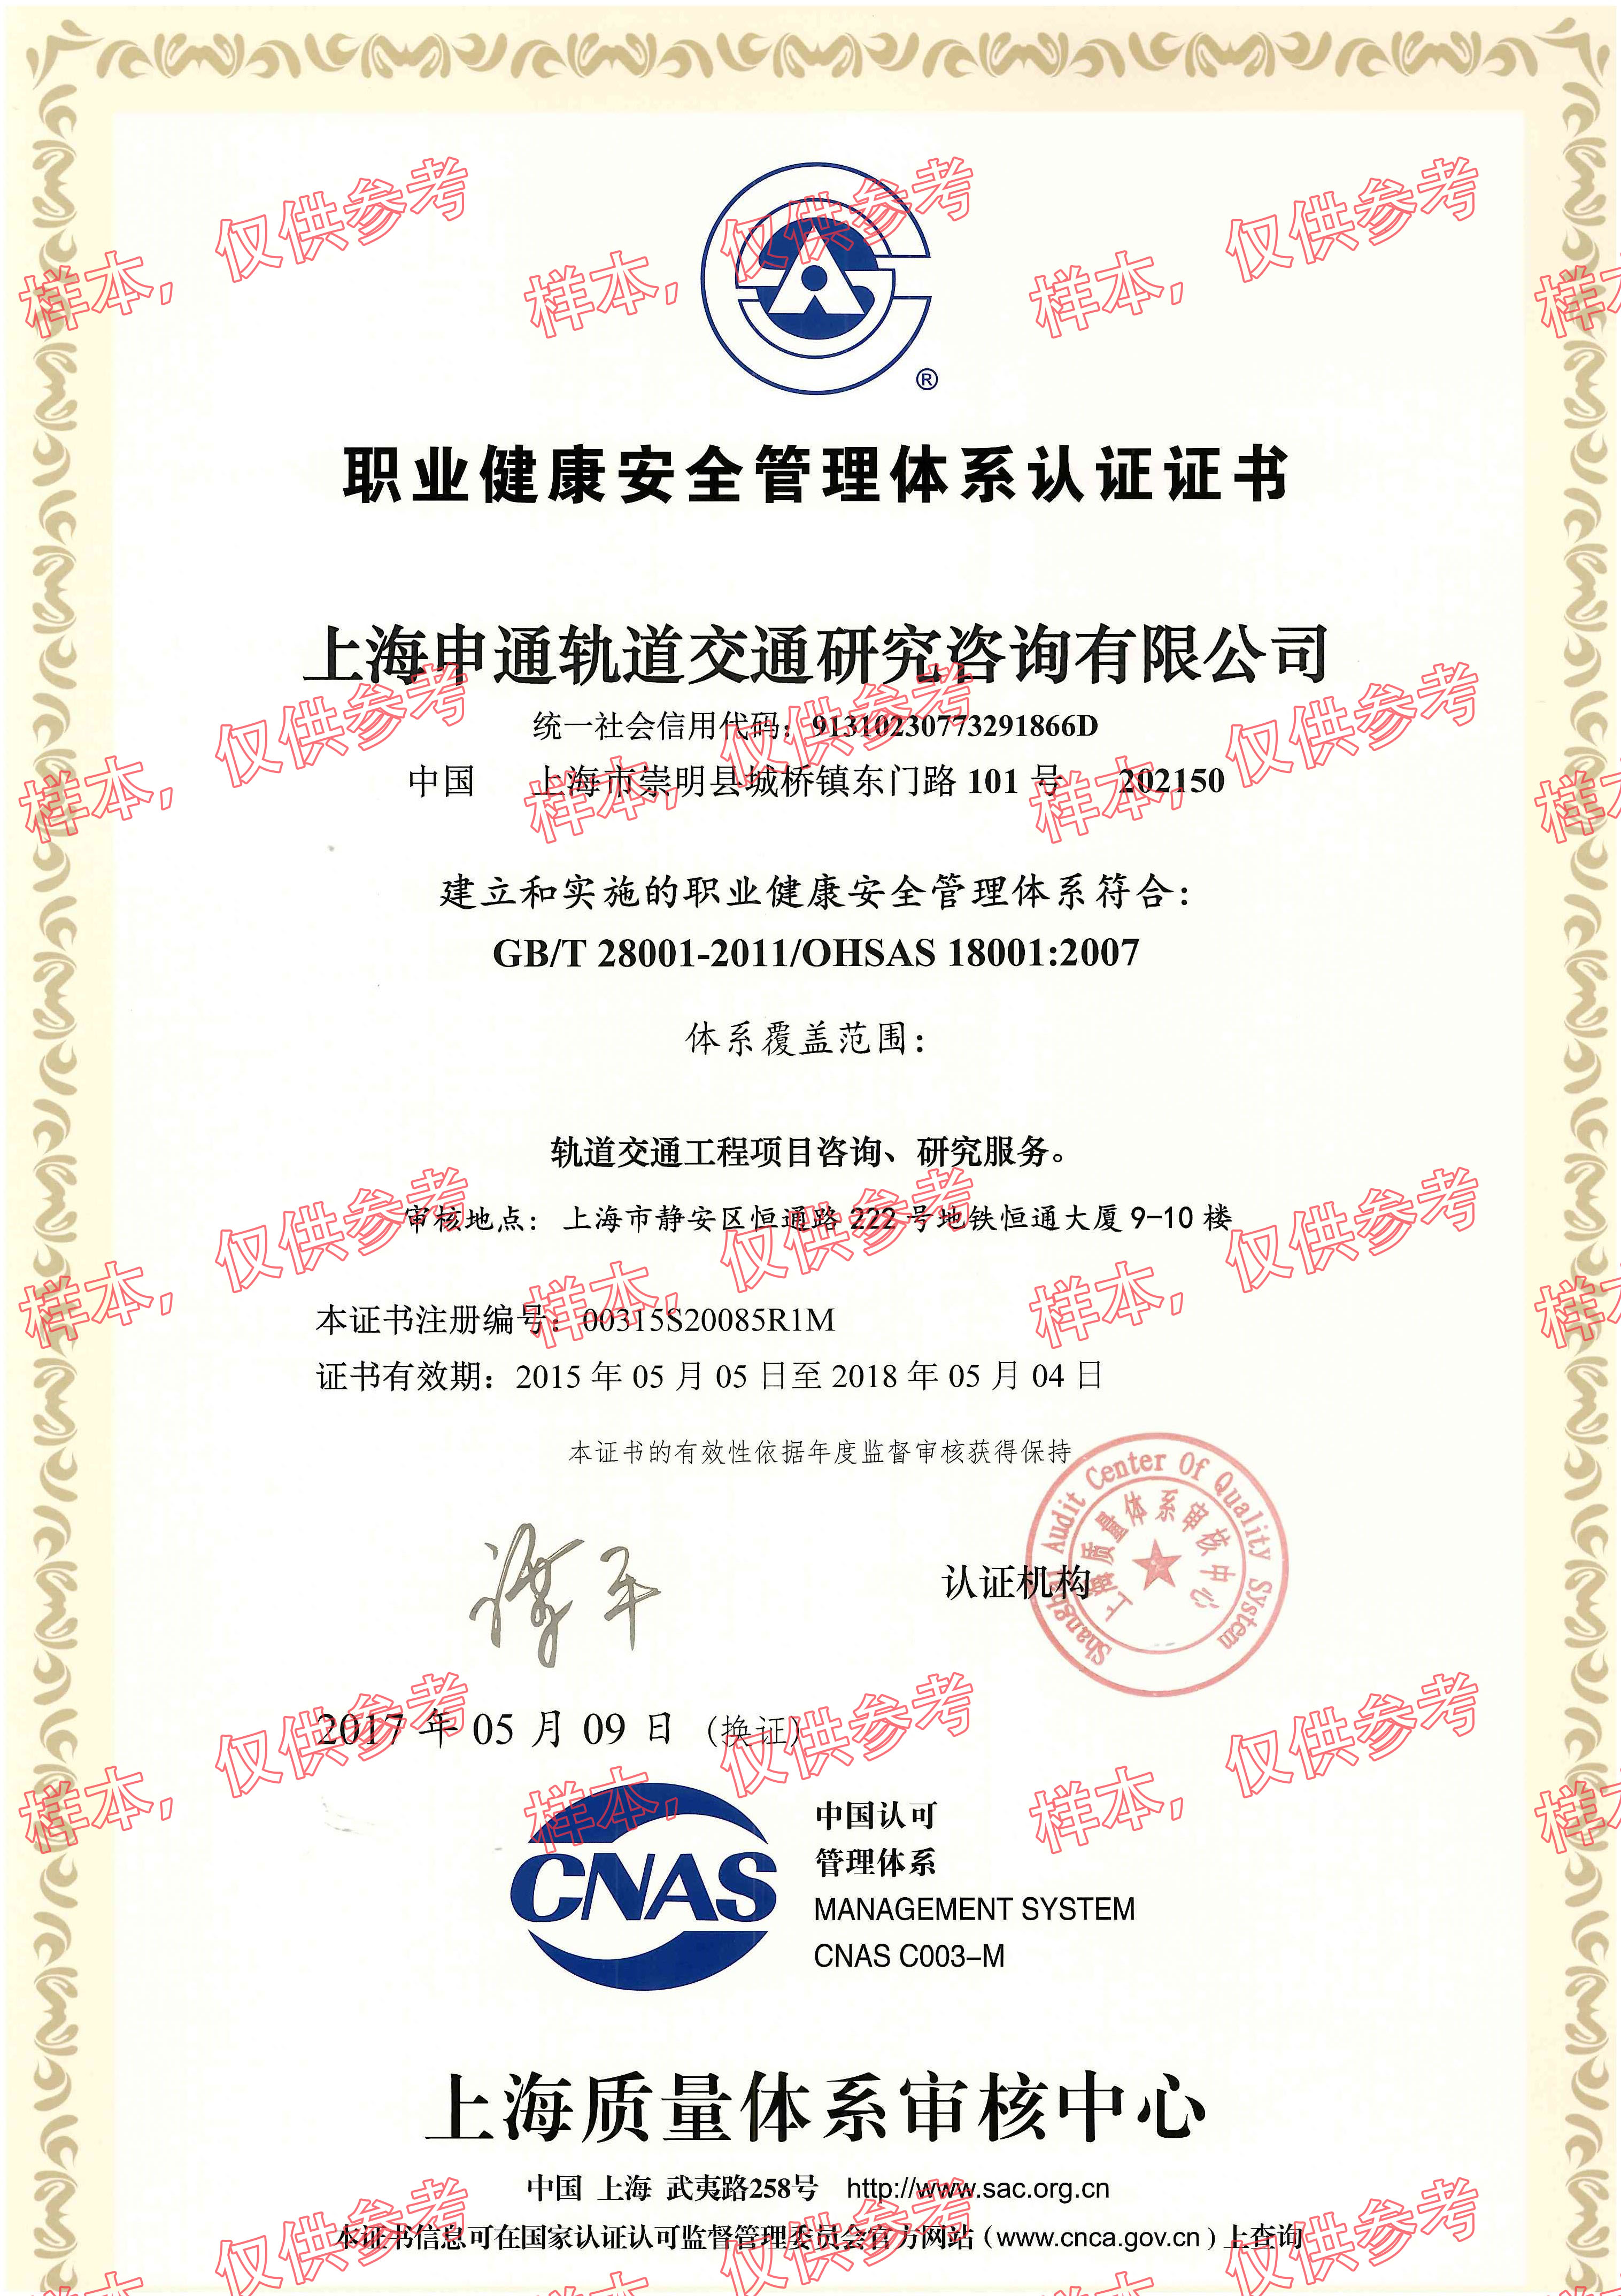 ®
职业健康安全管理体系认证证书
上海申通轨道交通研究咨询有限公司
统一社会信用代码：91310230773291866D
中国 上海市崇明县城桥镇东门路 101 号 202150
建立和实施的职业健康安全管理体系符合：
GB/T 28001-2011/OHSAS 18001:2007
体系覆盖范围：
轨道交通工程项目咨询、研究服务。
审核地点： 上海市静安区恒通路 222 号地铁恒通大厦 9-10 楼
本证书注册编号：00315S20085R1M
证书有效期：2015 年 05 月 05 日至 2018 年 05 月 04 日
本证书的有效性依据年度监督审核获得保持
认证机构
Shanghai Audit Center Of Quality System
上海质量体系审核中心
2017 年 05 月 09 日 (换证)
CNAS
中国认可
管理体系
MANAGEMENT SYSTEM
CNAS C003-M
上海质量体系审核中心
中国 上海 武夷路258号 http://www.sac.org.cn
本证书信息可在国家认证认可监督管理委员会官方网站（www.cnca.gov.cn）上查询
样本，仅供参考